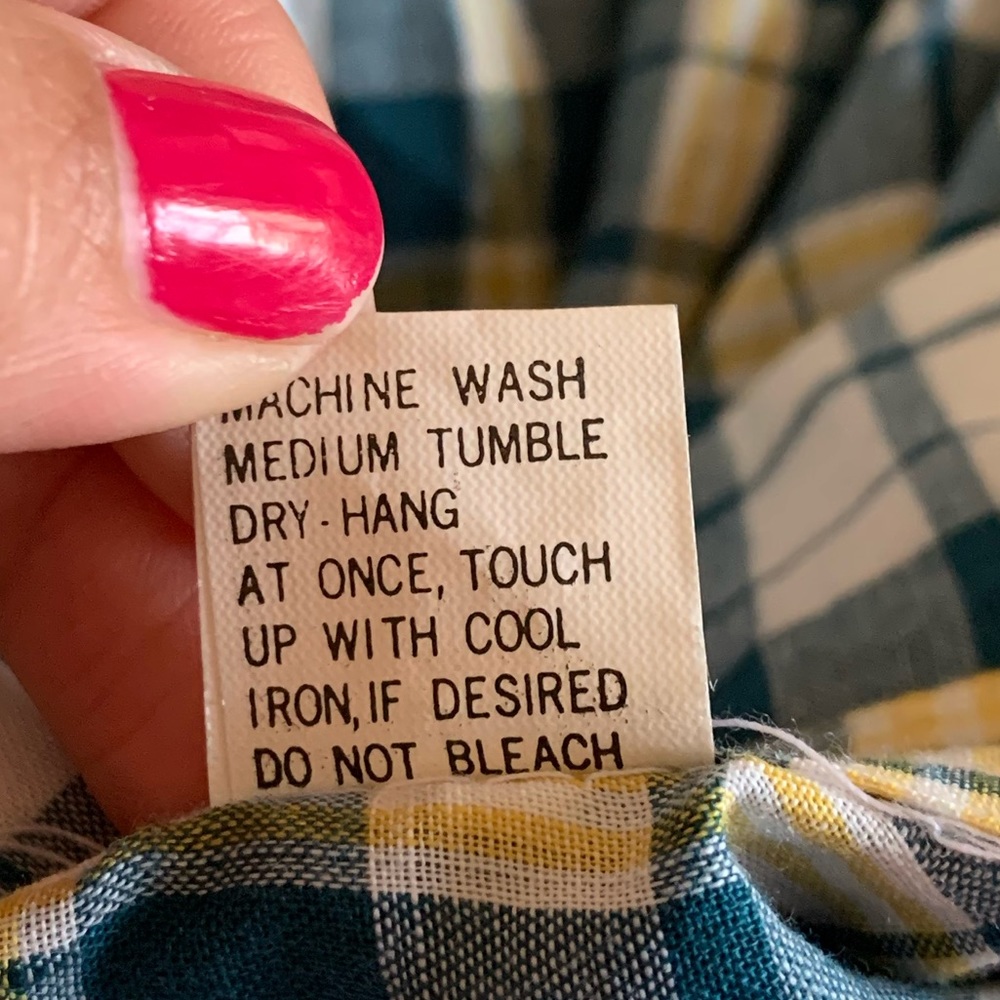 MACHINE WASH
MEDIUM TUMBLE
DRY-HANG
AT ONCE, TOUCH
UP WITH COOL
IRON, IF DESIRED
DO NOT BLEACH